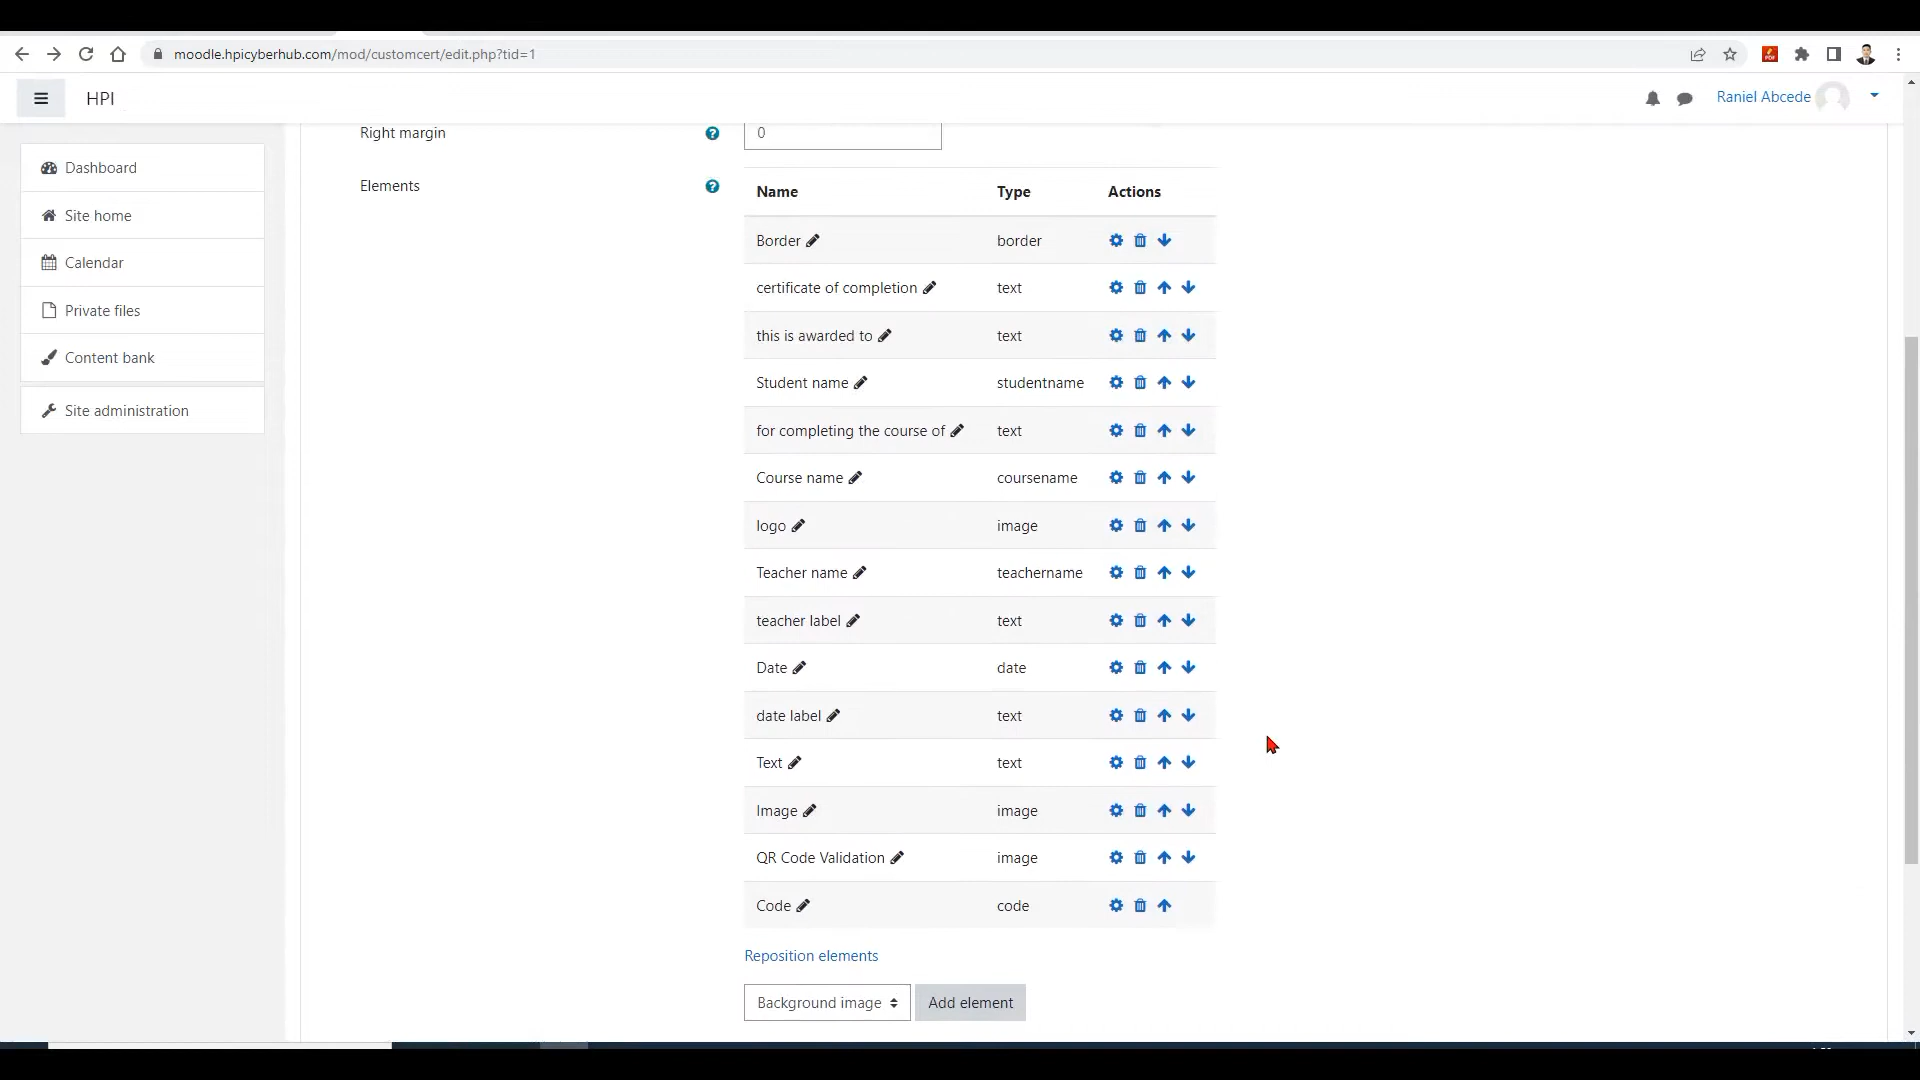 moodle.hpicyberhub.com/mod/customcert/edit.php?tid=1
PDF
HPI
Raniel Abcede
Dashboard
Site home
Calendar
Private files
Content bank
Site administration
Right margin ? 0
Elements ?
Name Type Actions
Border border
certificate of completion text
this is awarded to text
Student name studentname
for completing the course of text
Course name coursename
logo image
Teacher name teachername
teacher label text
Date date
date label text
Text text
Image image
QR Code Validation image
Code code
Reposition elements
Background image Add element